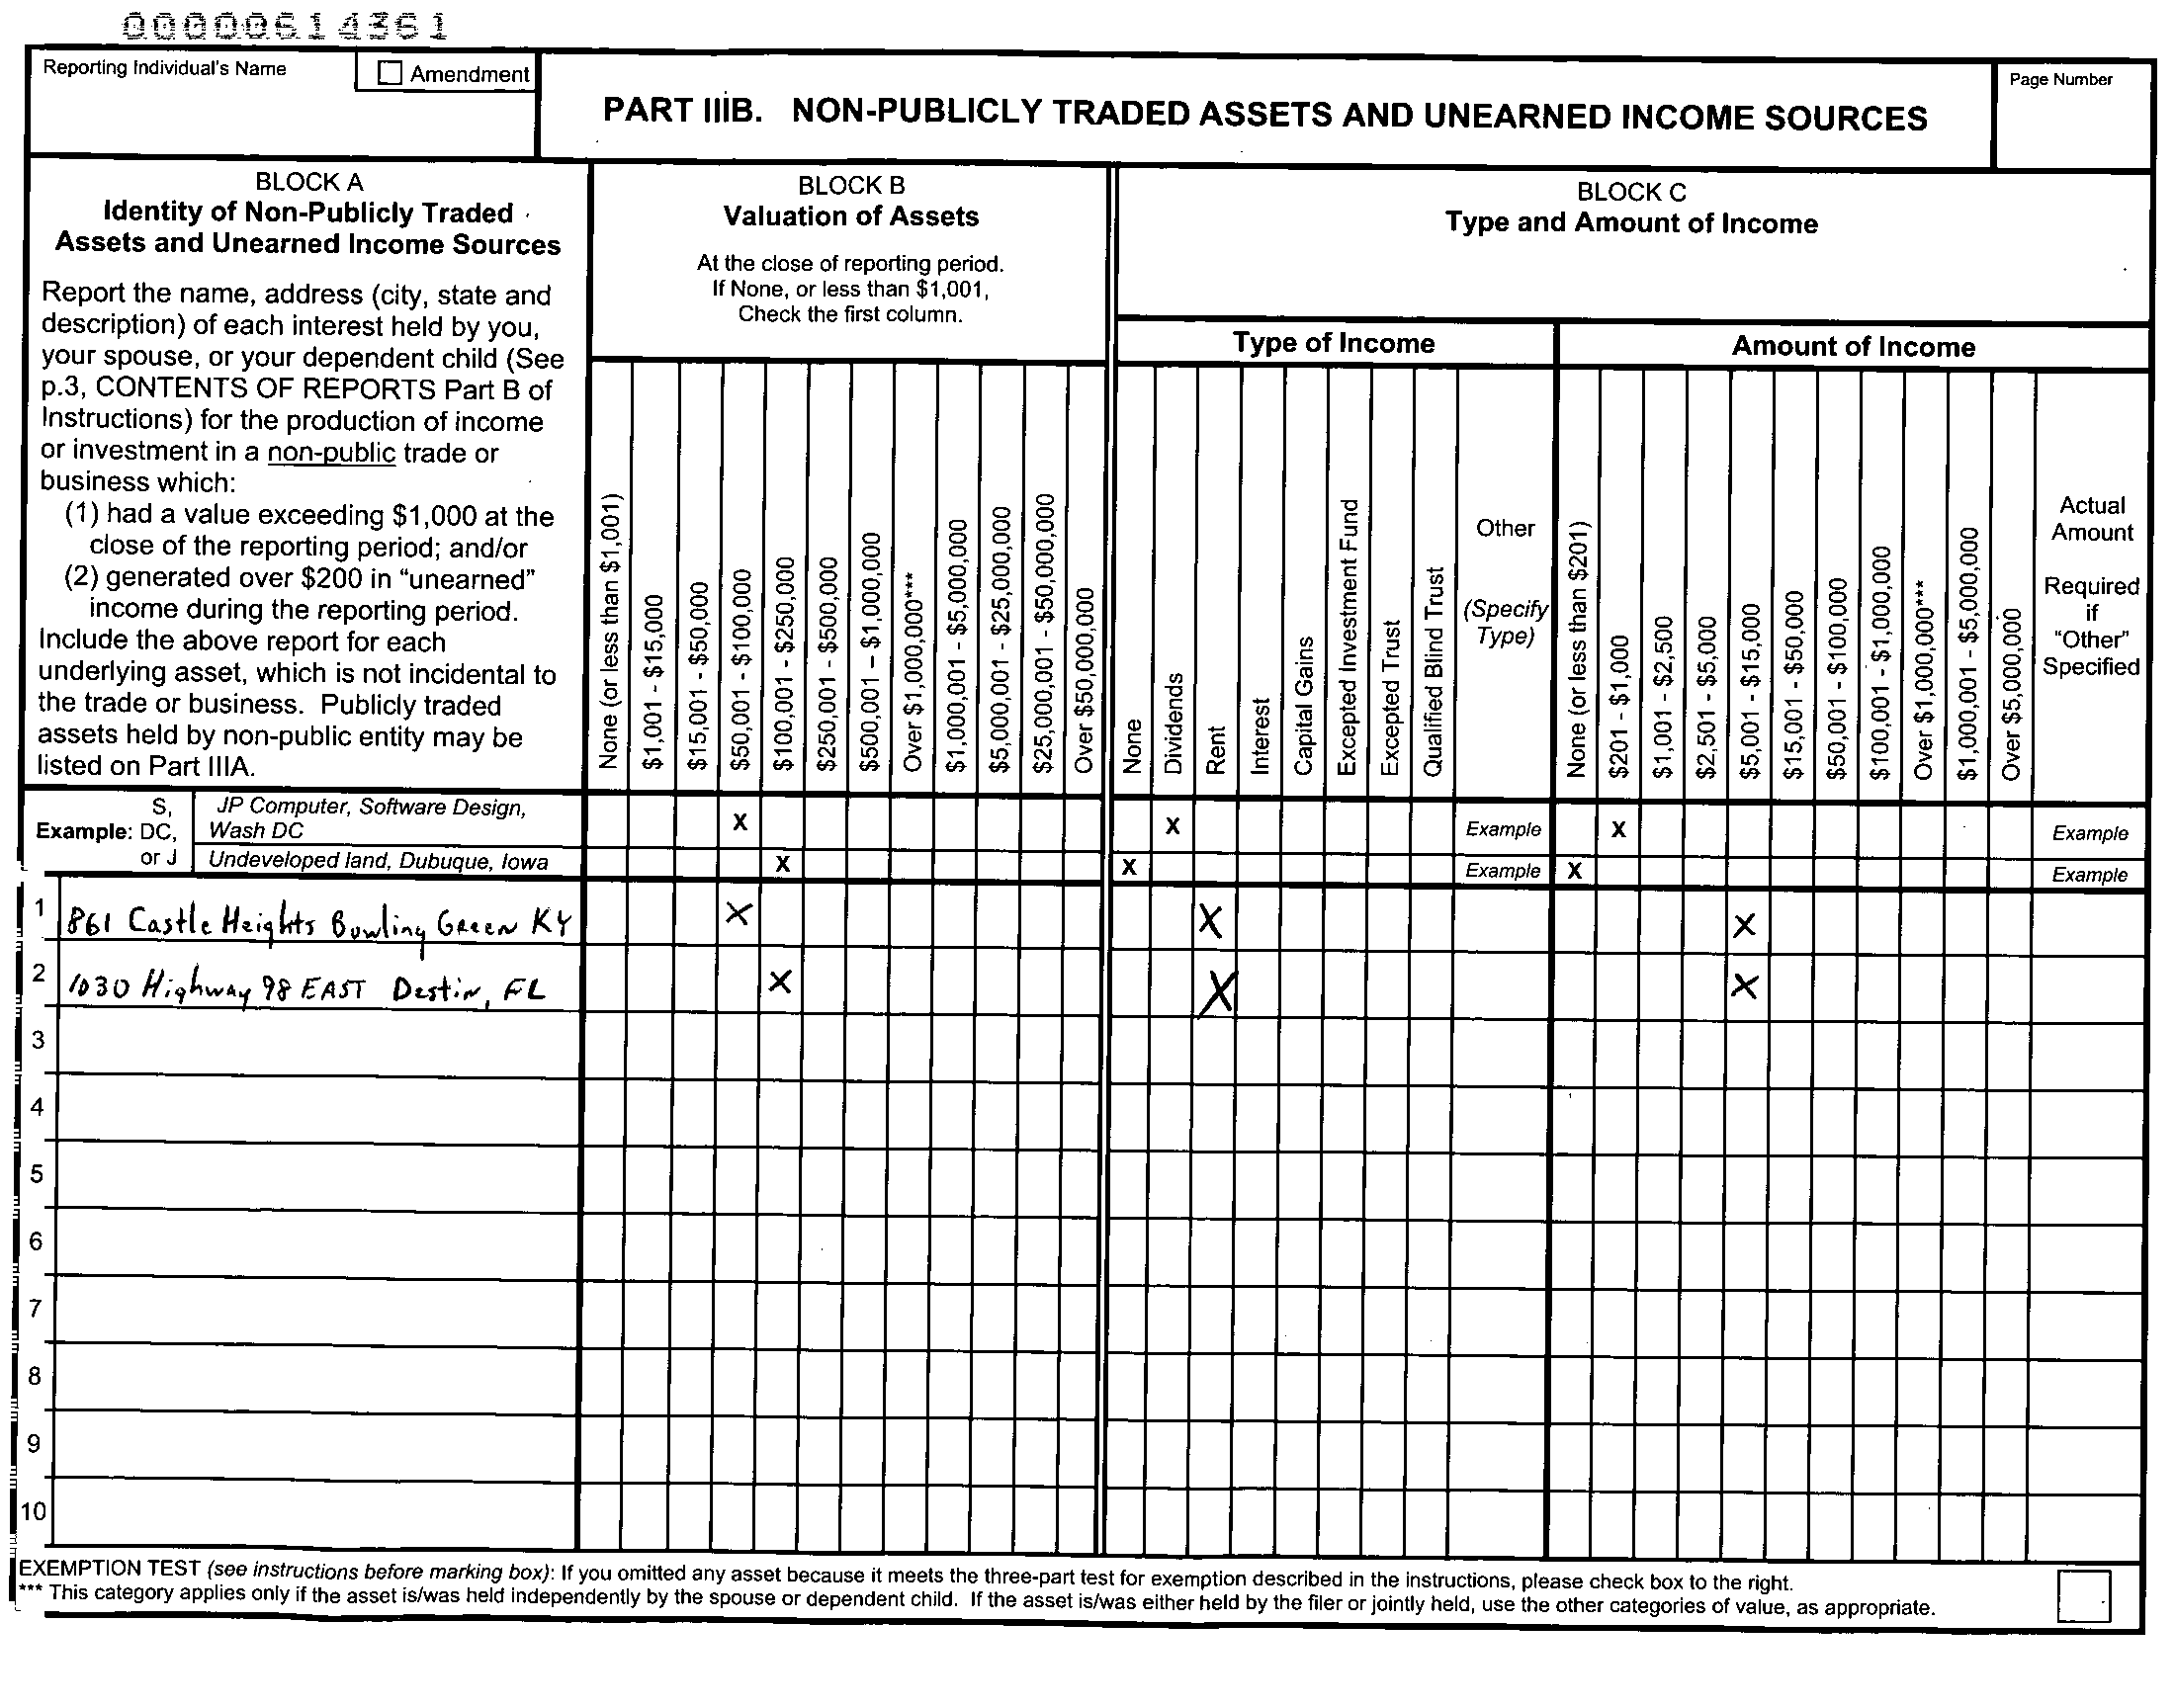 00000614361
Reporting Individual's Name
Amendment
PART IIIB. NON-PUBLICLY TRADED ASSETS AND UNEARNED INCOME SOURCES
Page Number
BLOCK A
Identity of Non-Publicly Traded
Assets and Unearned Income Sources
Report the name, address (city, state and
description) of each interest held by you,
your spouse, or your dependent child (See
p.3, CONTENTS OF REPORTS Part B of
Instructions) for the production of income
or investment in a non-public trade or
business which:
(1) had a value exceeding $1,000 at the
close of the reporting period; and/or
(2) generated over $200 in “unearned”
income during the reporting period.
Include the above report for each
underlying asset, which is not incidental to
the trade or business. Publicly traded
assets held by non-public entity may be
listed on Part IIIA.
BLOCK B
Valuation of Assets
At the close of reporting period.
If None, or less than $1,001,
Check the first column.
None (or less than $1,001)
$1,001 - $15,000
$15,001 - $50,000
$50,001 - $100,000
$100,001 - $250,000
$250,001 - $500,000
$500,001 – $1,000,000
Over $1,000,000***
$1,000,001 - $5,000,000
$5,000,001 - $25,000,000
$25,000,001 - $50,000,000
Over $50,000,000
BLOCK C
Type and Amount of Income
Type of Income
None
Dividends
Rent
Interest
Capital Gains
Excepted Investment Fund
Excepted Trust
Qualified Blind Trust
Other
(Specify
Type)
Amount of Income
None (or less than $201)
$201 - $1,000
$1,001 - $2,500
$2,501 - $5,000
$5,001 - $15,000
$15,001 - $50,000
$50,001 - $100,000
$100,001 - $1,000,000
Over $1,000,000***
$1,000,001 - $5,000,000
Over $5,000,000
Actual
Amount
Required
if
"Other"
Specified
S,
Example: DC,
or J
JP Computer, Software Design,
Wash DC
X X Example X Example
Undeveloped land, Dubuque, Iowa X X Example X Example
1 861 Castle Heights Bowling Green KY X X X
2 1030 Highway 98 EAST Destin, FL X X X
3
4
5
6
7
8
9
10
EXEMPTION TEST (see instructions before marking box): If you omitted any asset because it meets the three-part test for exemption described in the instructions, please check box to the right.
*** This category applies only if the asset is/was held independently by the spouse or dependent child. If the asset is/was either held by the filer or jointly held, use the other categories of value, as appropriate.